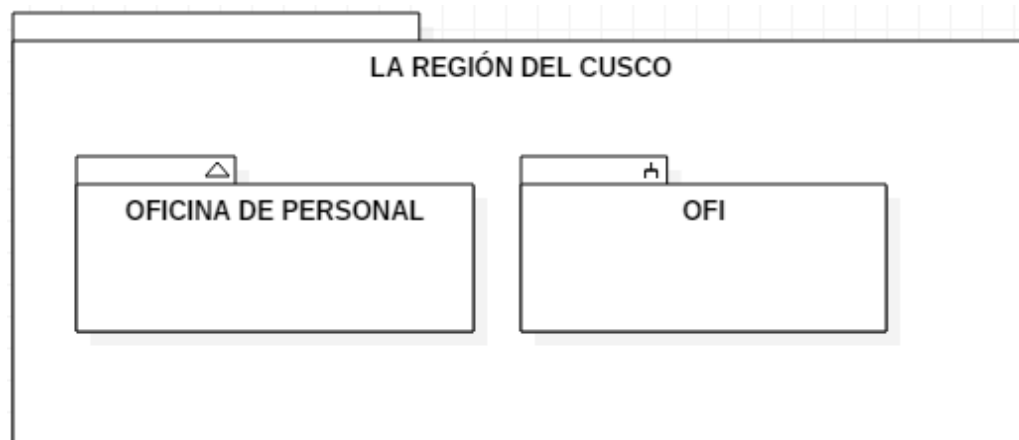 LA REGIÓN DEL CUSCO
OFICINA DE PERSONAL
OFI